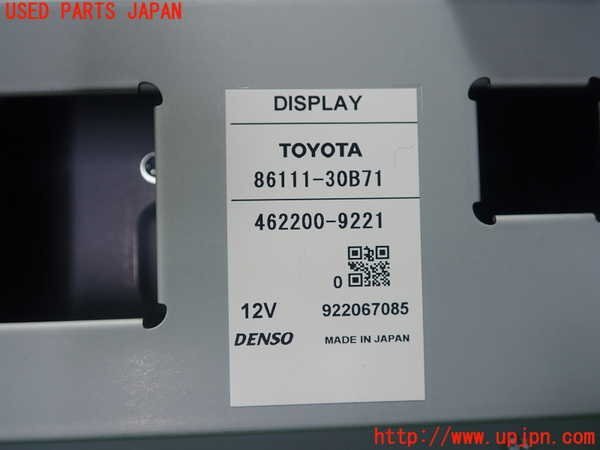 USED PARTS JAPAN
DISPLAY
TOYOTA
86111-30B71
462200-9221
0
12V 922067085
DENSO MADE IN JAPAN
http://www.upjpn.com/